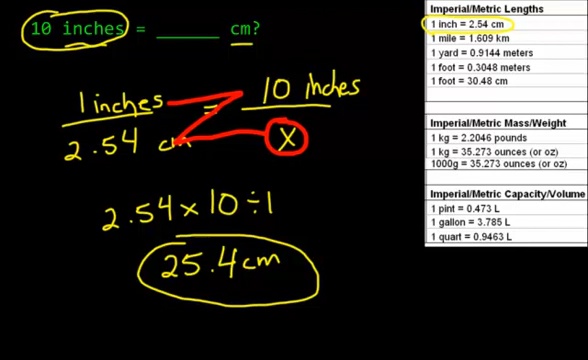 10 inches = ______ cm?
1 inches = 10 inches
2.54 cm X
2.54 x 10 ÷ 1
25.4 cm
Imperial/Metric Lengths
1 inch = 2.54 cm
1 mile = 1.609 km
1 yard = 0.9144 meters
1 foot = 0.3048 meters
1 foot = 30.48 cm
Imperial/Metric Mass/Weight
1 kg = 2.2046 pounds
1 kg = 35.273 ounces (or oz)
1000g = 35.273 ounces (or oz)
Imperial/Metric Capacity/Volume
1 pint = 0.473 L
1 gallon = 3.785 L
1 quart = 0.9463 L